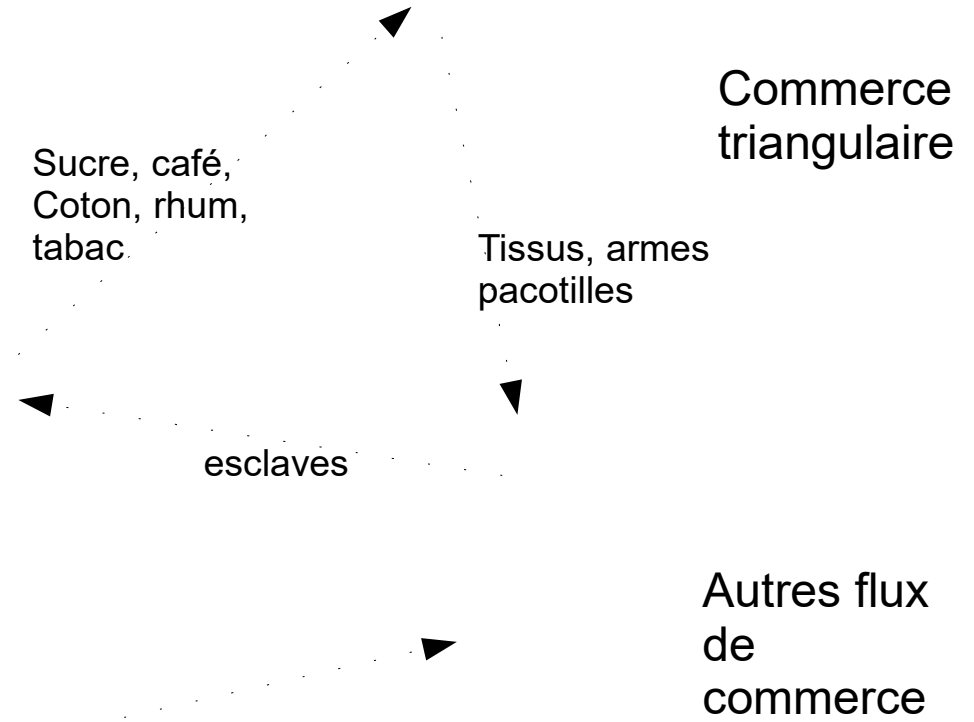 Commerce
triangulaire
Sucre, café,
Coton, rhum,
tabac
Tissus, armes
pacotilles
esclaves
Autres flux
de
commerce